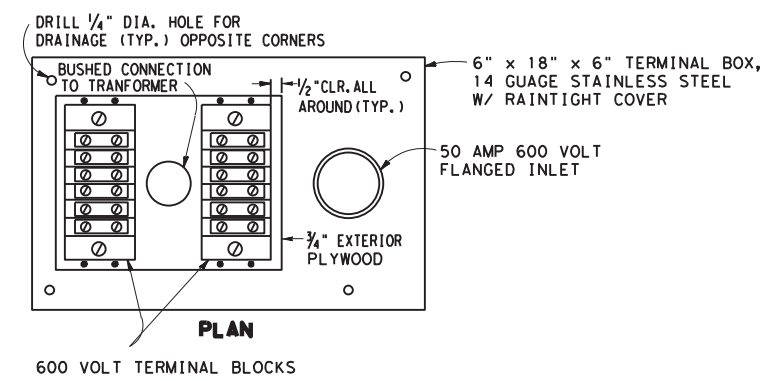 DRILL 1/4" DIA. HOLE FOR
DRAINAGE (TYP.) OPPOSITE CORNERS
BUSHED CONNECTION
TO TRANFORMER
1/2"CLR. ALL
AROUND(TYP.)
6" x 18" x 6" TERMINAL BOX,
14 GUAGE STAINLESS STEEL
W/ RAINTIGHT COVER
50 AMP 600 VOLT
FLANGED INLET
3/4" EXTERIOR
PLYWOOD
PLAN
600 VOLT TERMINAL BLOCKS